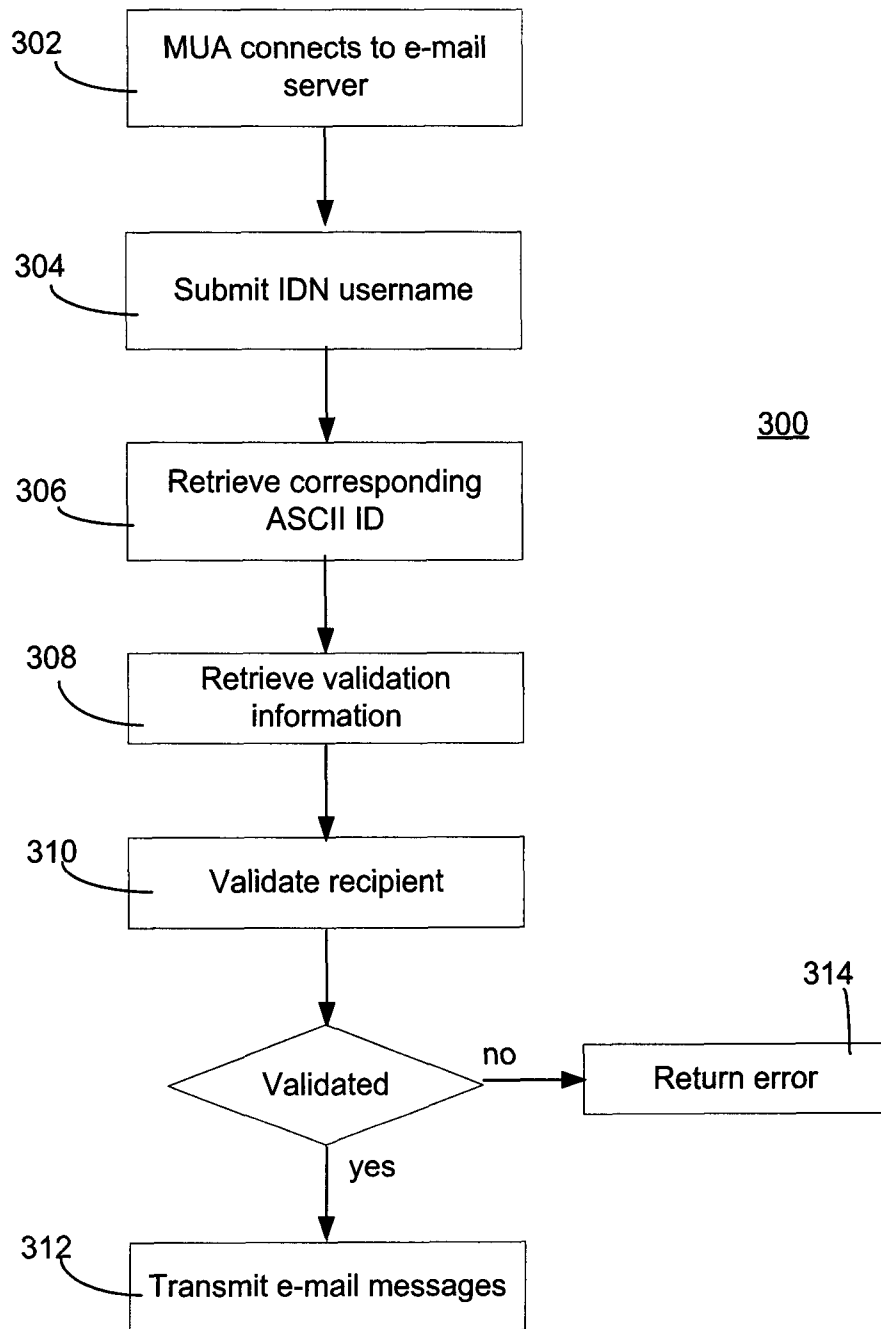 302
MUA connects to e-mail
server
304
Submit IDN username
300
306
Retrieve corresponding
ASCII ID
308
Retrieve validation
information
310
Validate recipient
314
Validated
no
Return error
yes
312
Transmit e-mail messages